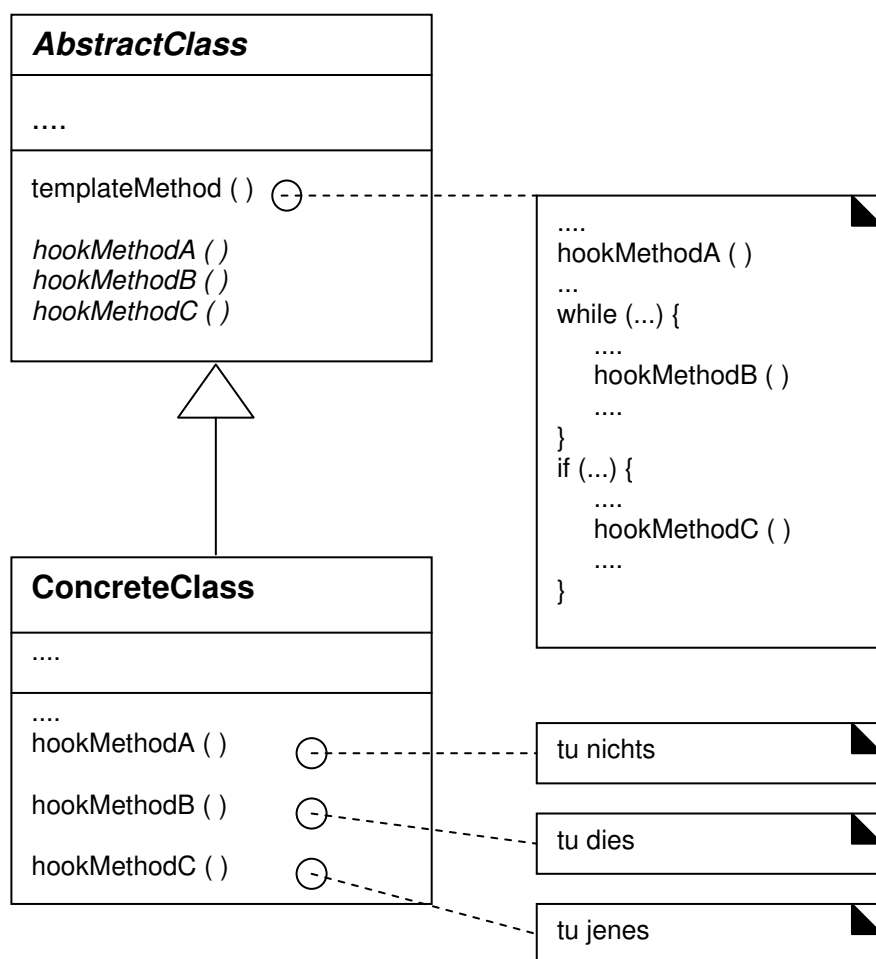 AbstractClass
....
templateMethod ( )
hookMethodA ( )
hookMethodB ( )
hookMethodC ( )
....
hookMethodA ( )
...
while (...) {
....
hookMethodB ( )
....
}
if (...) {
....
hookMethodC ( )
....
}
ConcreteClass
....
....
hookMethodA ( )
hookMethodB ( )
hookMethodC ( )
tu nichts
tu dies
tu jenes